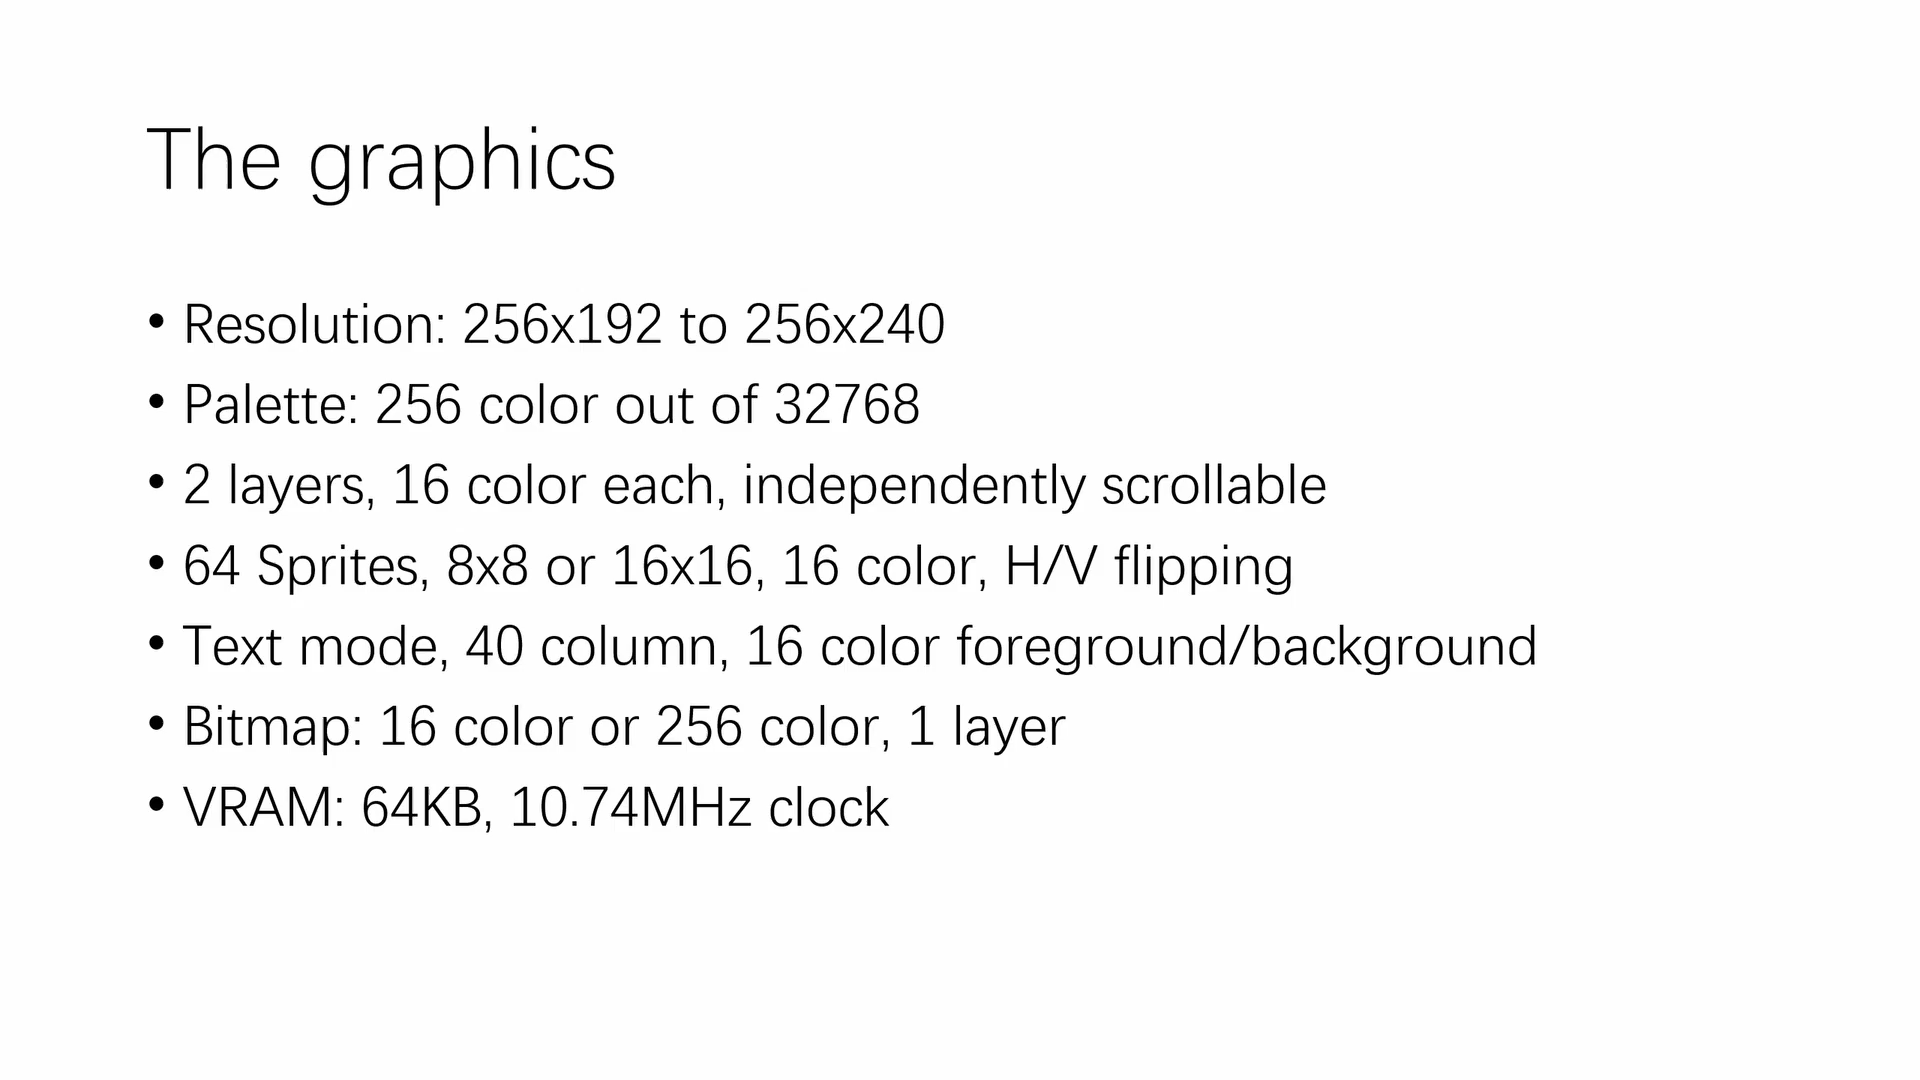 The graphics
• Resolution: 256x192 to 256x240
• Palette: 256 color out of 32768
• 2 layers, 16 color each, independently scrollable
• 64 Sprites, 8x8 or 16x16, 16 color, H/V flipping
• Text mode, 40 column, 16 color foreground/background
• Bitmap: 16 color or 256 color, 1 layer
• VRAM: 64KB, 10.74MHz clock